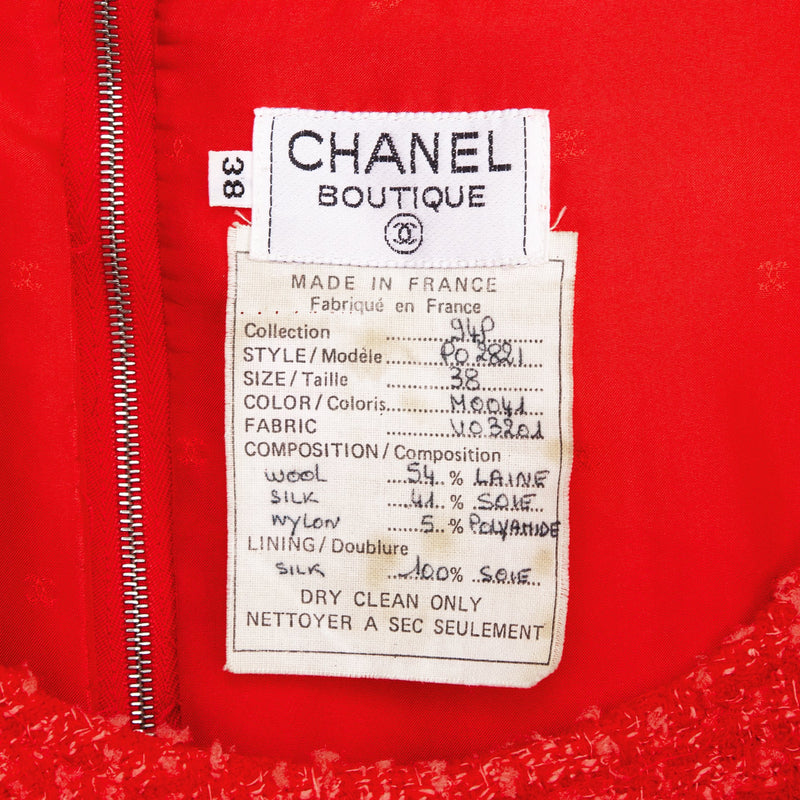 CHANEL
BOUTIQUE
38
MADE IN FRANCE
Fabriqué en France
Collection 94P
STYLE/Modèle PO2821
SIZE/Taille 38
COLOR/Coloris M0041
FABRIC V03201
COMPOSITION/Composition
WOOL 54 % LAINE
SILK 41 % SOIE
NYLON 5 % POLYAMIDE
LINING/Doublure
SILK 100% SOIE
DRY CLEAN ONLY
NETTOYER A SEC SEULEMENT